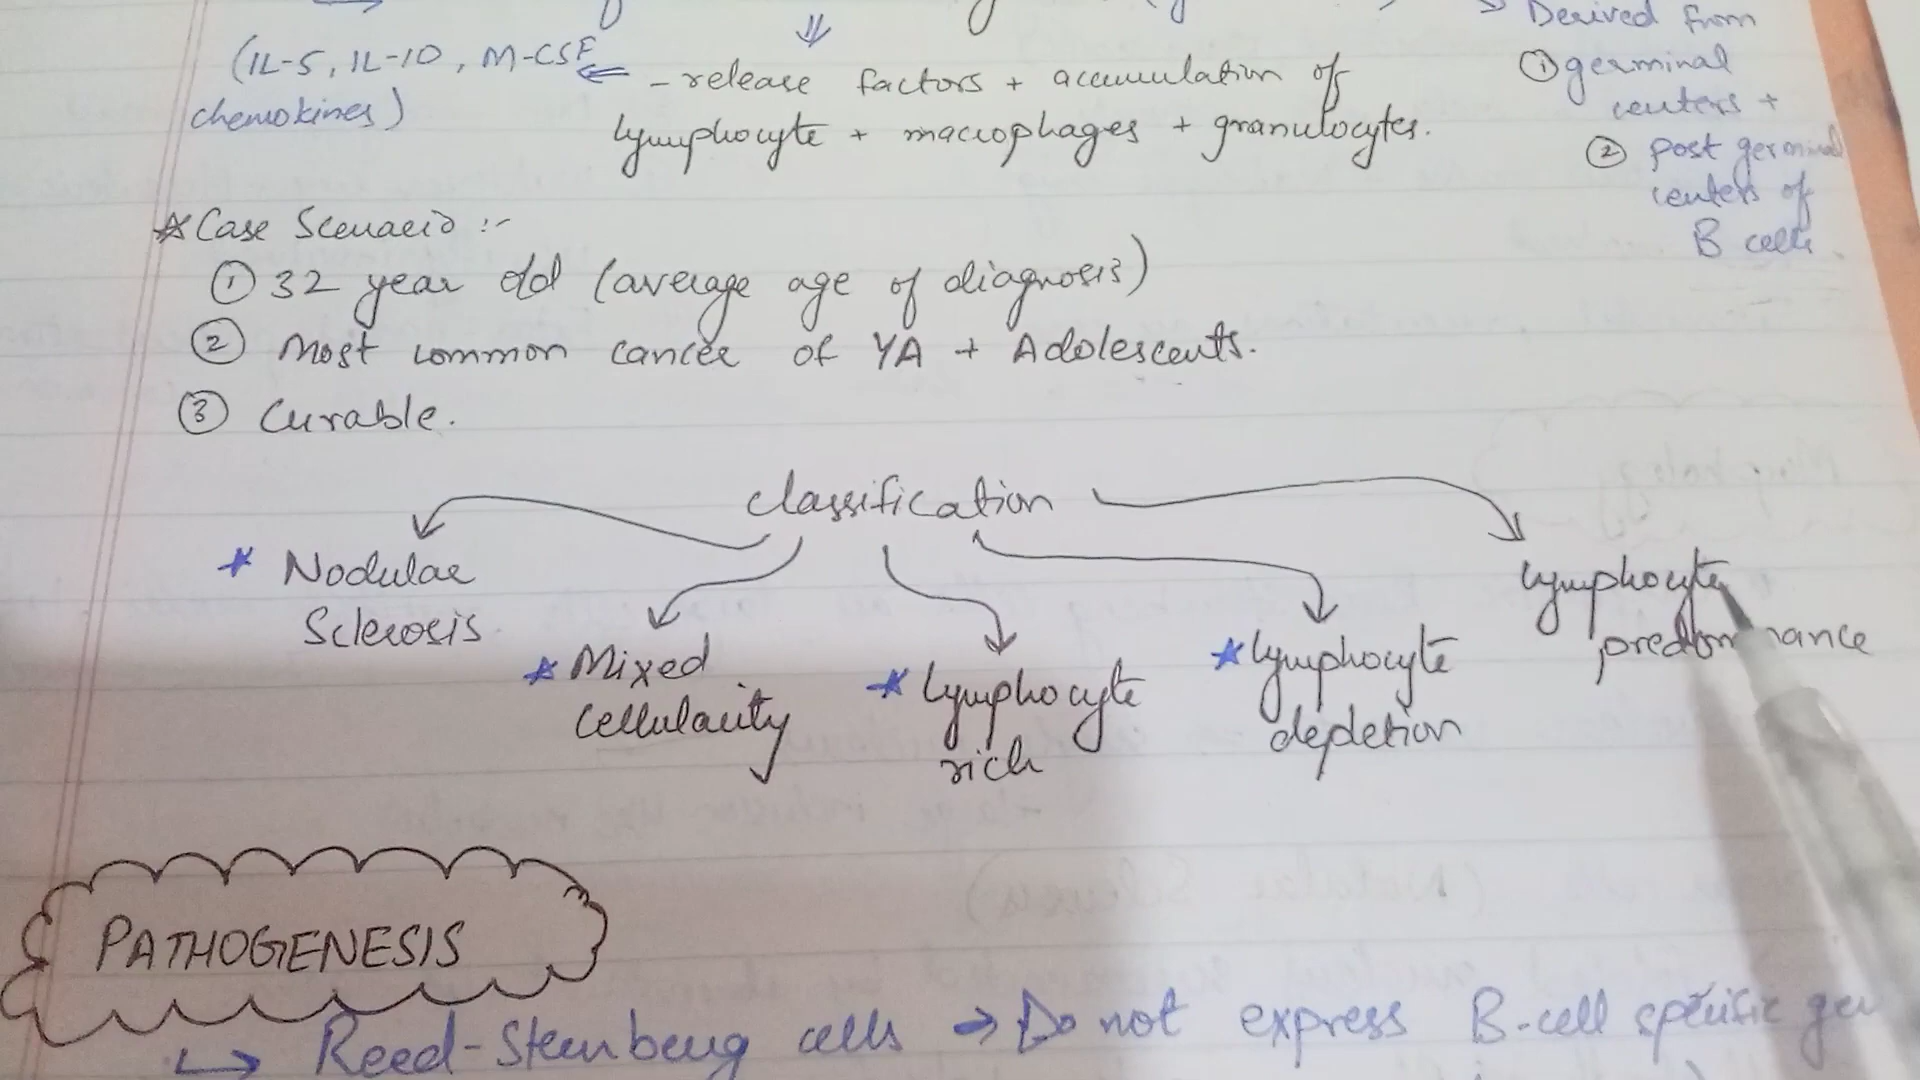 Derived from
(IL-5, IL-10, M-CSF
chemokines)
- release factors + accumulation of
lymphocyte + macrophages + granulocytes.
① germinal
centers +
② post germinal
centers of
B cells
* Case Scenario :-
① 32 year old (average age of diagnosis)
② Most common cancer of YA + Adolescents.
③ Curable.
classification
* Nodular
Sclerosis
* Mixed
cellularity
* Lymphocyte
rich
* Lymphocyte
depletion
Lymphocyte
predominance
PATHOGENESIS
Reed-Steenberg cells → Do not express B-cell specific